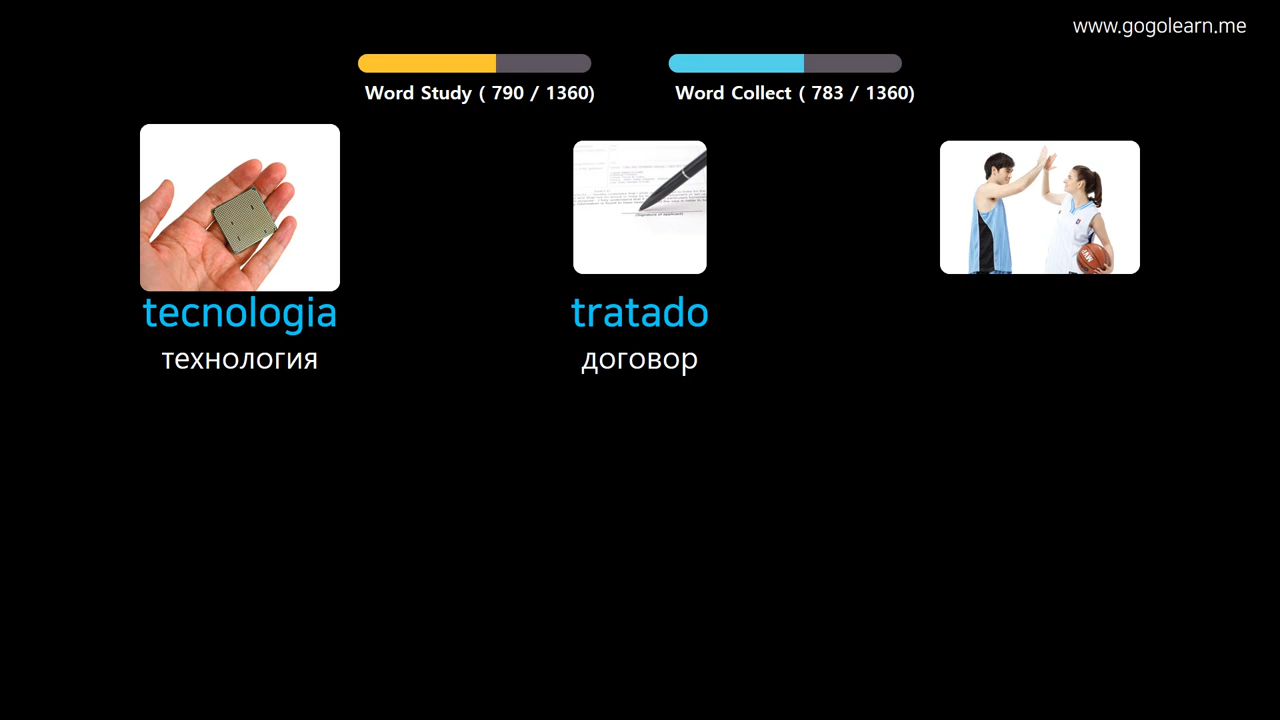 www.gogolearn.me
Word Study ( 790 / 1360)
Word Collect ( 783 / 1360)
tecnologia
технология
tratado
договор